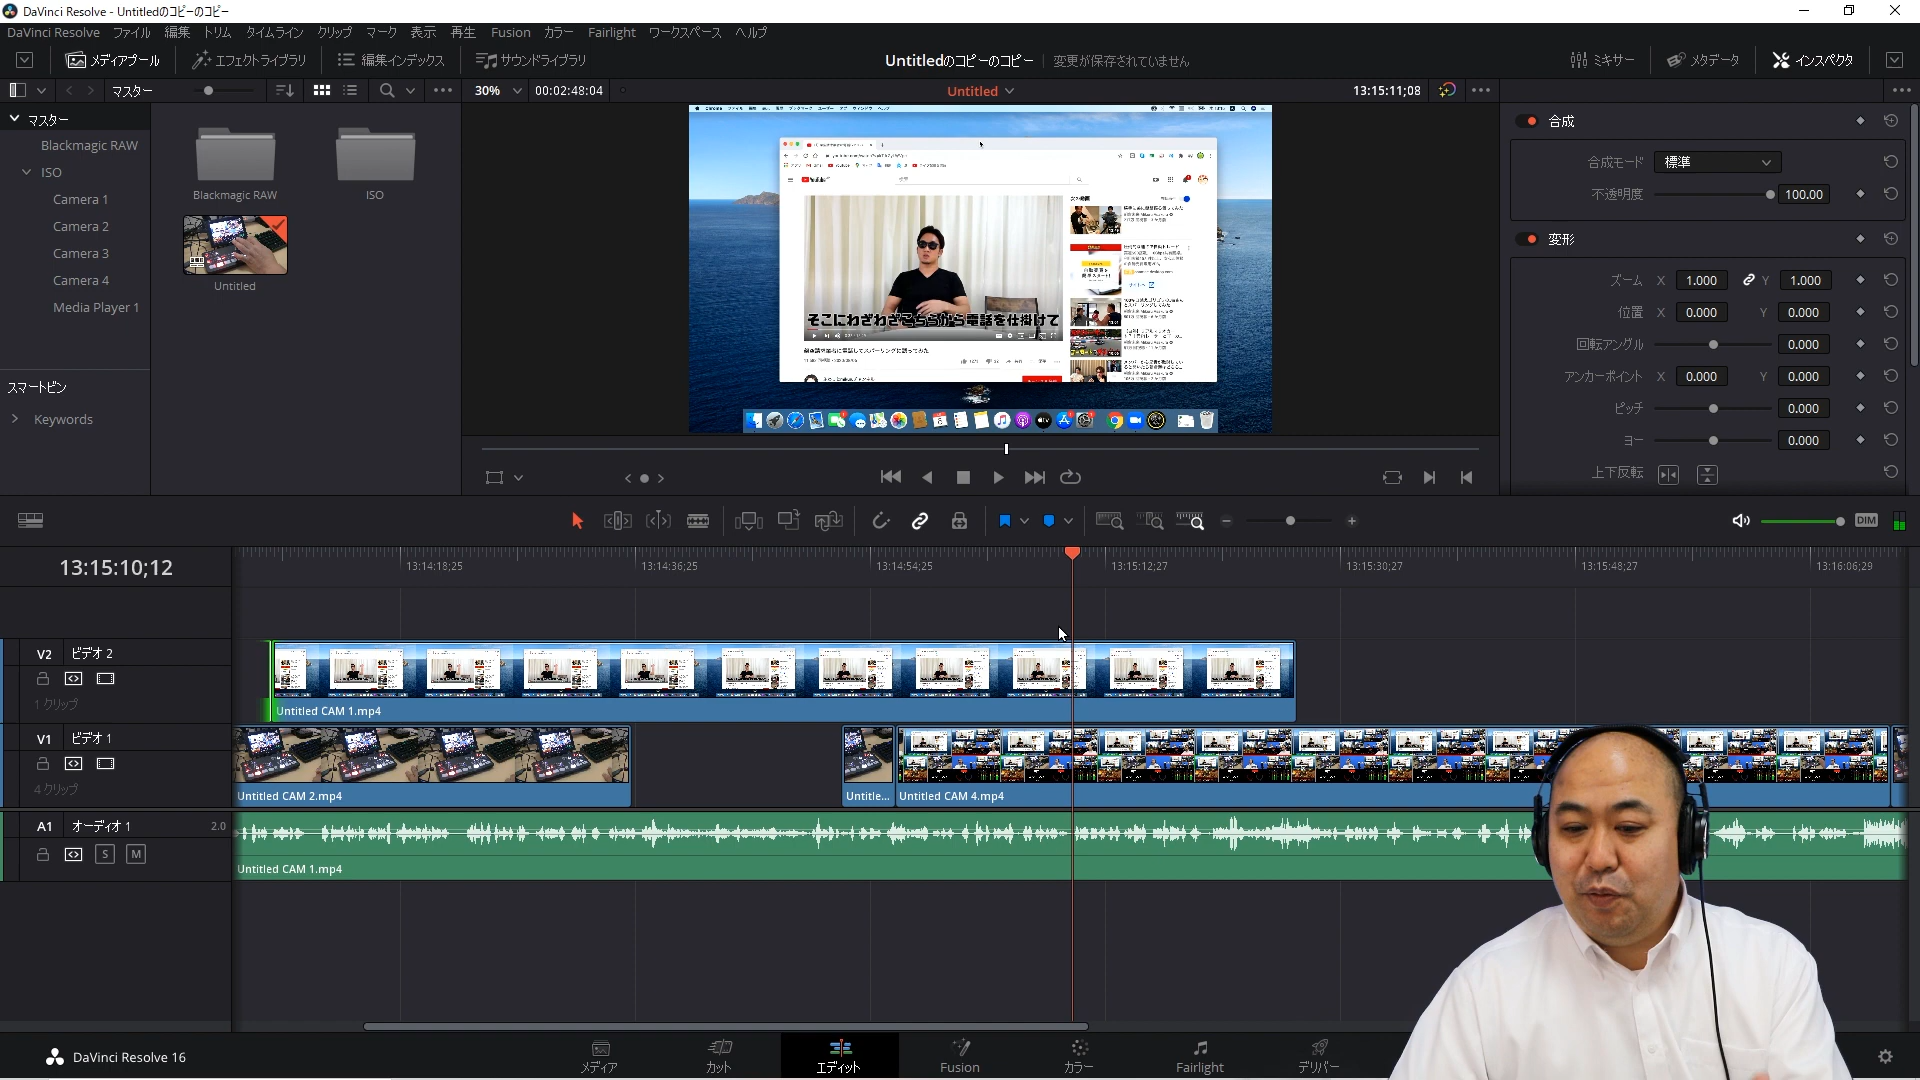 DaVinci Resolve - Untitledのコピーのコピー
DaVinci Resolve ファイル 編集 トリム タイムライン クリップ マーク 表示 再生 Fusion カラー Fairlight ワークスペース ヘルプ
メディアプール エフェクトライブラリ 編集インデックス サウンドライブラリ Untitledのコピーのコピー 変更が保存されていません ミキサー メタデータ インスペクタ
マスター 30% 00:02:48:04 Untitled 13:15:11;08
マスター
Blackmagic RAW
ISO
Camera 1
Camera 2
Camera 3
Camera 4
Media Player 1
スマートビン
Keywords
Blackmagic RAW
ISO
Untitled
YouTube
そこにわざわざこちらから電話を仕掛けて
合成
合成モード 標準
不透明度 100.00
変形
ズーム X 1.000 Y 1.000
位置 X 0.000 Y 0.000
回転アングル 0.000
アンカーポイント X 0.000 Y 0.000
ピッチ 0.000
ヨー 0.000
上下反転
DIM
13:15:10;12
13:14:18;25 13:14:36;25 13:14:54;25 13:15:12;27 13:15:30;27 13:15:48;27 13:16:06;29
V2 ビデオ 2
1 クリップ
Untitled CAM 1.mp4
V1 ビデオ 1
4 クリップ
Untitled CAM 2.mp4 Untitle... Untitled CAM 4.mp4
A1 オーディオ 1 2.0
S M
Untitled CAM 1.mp4
DaVinci Resolve 16
メディア カット エディット Fusion カラー Fairlight デリバー